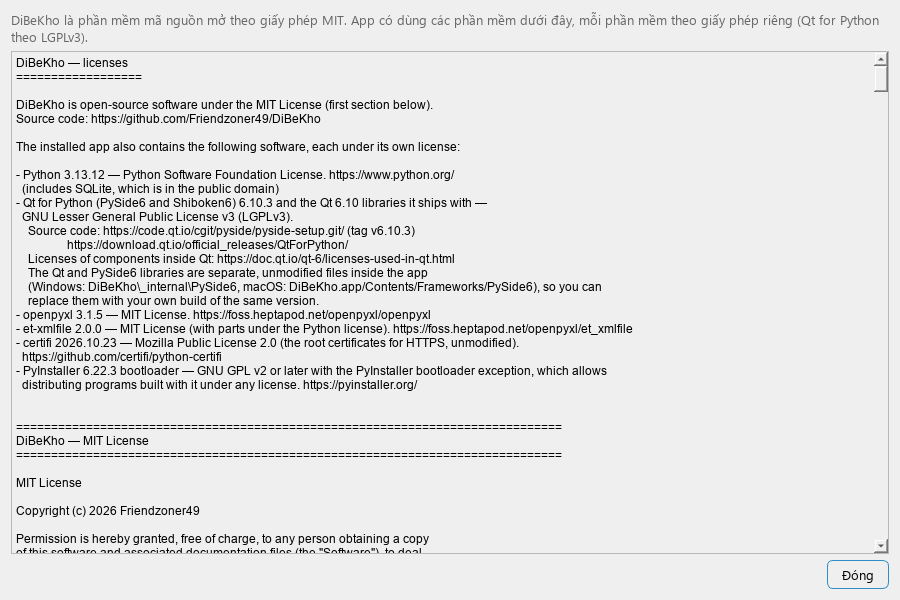 DiBeKho là phần mềm mã nguồn mở theo giấy phép MIT. App có dùng các phần mềm dưới đây, mỗi phần mềm theo giấy phép riêng (Qt for Python
theo LGPLv3).
DiBeKho — licenses
==================
DiBeKho is open-source software under the MIT License (first section below).
Source code: https://github.com/Friendzoner49/DiBeKho
The installed app also contains the following software, each under its own license:
- Python 3.13.12 — Python Software Foundation License. https://www.python.org/
(includes SQLite, which is in the public domain)
- Qt for Python (PySide6 and Shiboken6) 6.10.3 and the Qt 6.10 libraries it ships with —
GNU Lesser General Public License v3 (LGPLv3).
Source code: https://code.qt.io/cgit/pyside/pyside-setup.git/ (tag v6.10.3)
https://download.qt.io/official_releases/QtForPython/
Licenses of components inside Qt: https://doc.qt.io/qt-6/licenses-used-in-qt.html
The Qt and PySide6 libraries are separate, unmodified files inside the app
(Windows: DiBeKho\_internal\PySide6, macOS: DiBeKho.app/Contents/Frameworks/PySide6), so you can
replace them with your own build of the same version.
- openpyxl 3.1.5 — MIT License. https://foss.heptapod.net/openpyxl/openpyxl
- et-xmlfile 2.0.0 — MIT License (with parts under the Python license). https://foss.heptapod.net/openpyxl/et_xmlfile
- certifi 2026.10.23 — Mozilla Public License 2.0 (the root certificates for HTTPS, unmodified).
https://github.com/certifi/python-certifi
- PyInstaller 6.22.3 bootloader — GNU GPL v2 or later with the PyInstaller bootloader exception, which allows
distributing programs built with it under any license. https://pyinstaller.org/
==============================================================================
DiBeKho — MIT License
==============================================================================
MIT License
Copyright (c) 2026 Friendzoner49
Permission is hereby granted, free of charge, to any person obtaining a copy
of this software and associated documentation files (the "Software"), to deal
Đóng